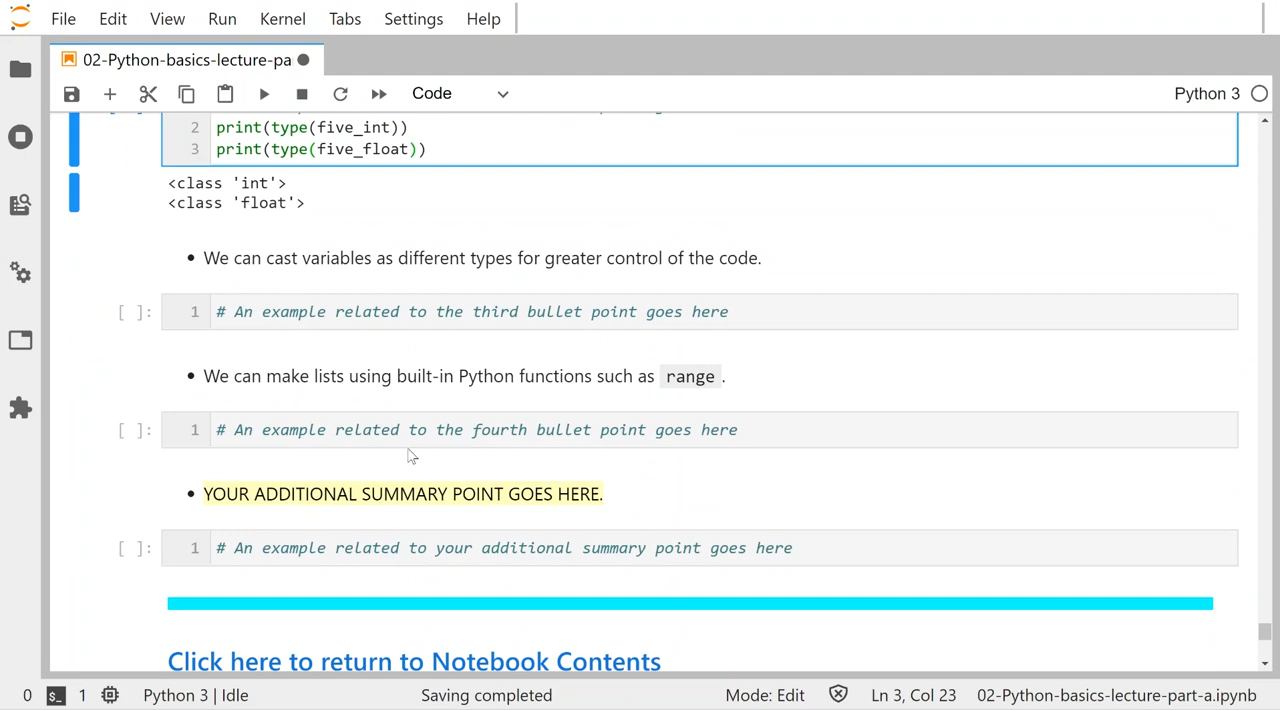 File Edit View Run Kernel Tabs Settings Help
02-Python-basics-lecture-pa
Code Python 3
2 print(type(five_int))
3 print(type(five_float))
<class 'int'>
<class 'float'>
• We can cast variables as different types for greater control of the code.
[ ]: 1 # An example related to the third bullet point goes here
• We can make lists using built-in Python functions such as range .
[ ]: 1 # An example related to the fourth bullet point goes here
• YOUR ADDITIONAL SUMMARY POINT GOES HERE.
[ ]: 1 # An example related to your additional summary point goes here
Click here to return to Notebook Contents
0 $_ 1 Python 3 | Idle Saving completed Mode: Edit Ln 3, Col 23 02-Python-basics-lecture-part-a.ipynb